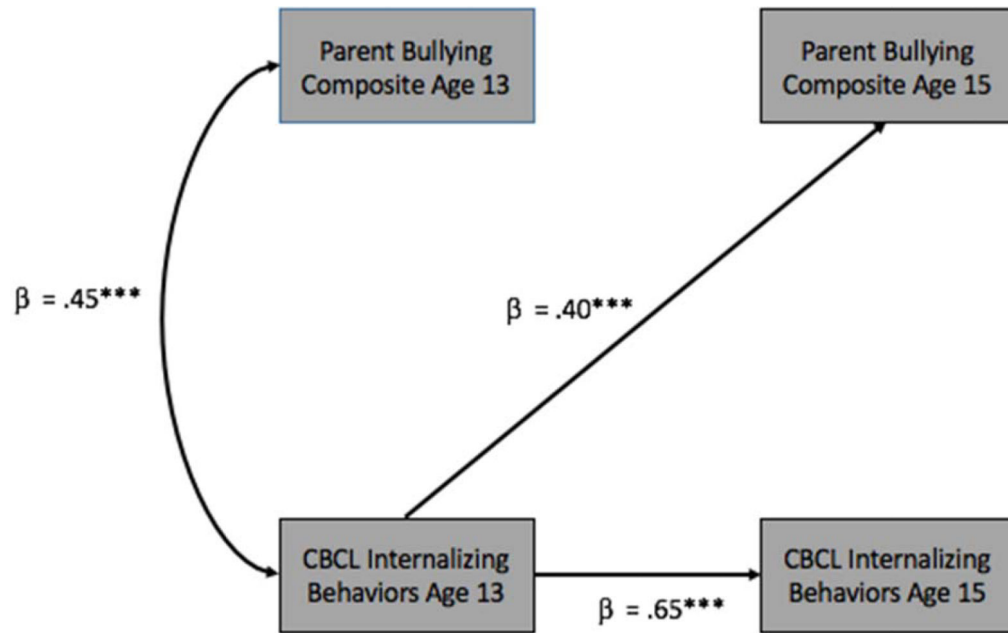 Parent Bullying
Composite Age 13
Parent Bullying
Composite Age 15
β = .45***
β = .40***
CBCL Internalizing
Behaviors Age 13
CBCL Internalizing
Behaviors Age 15
β = .65***